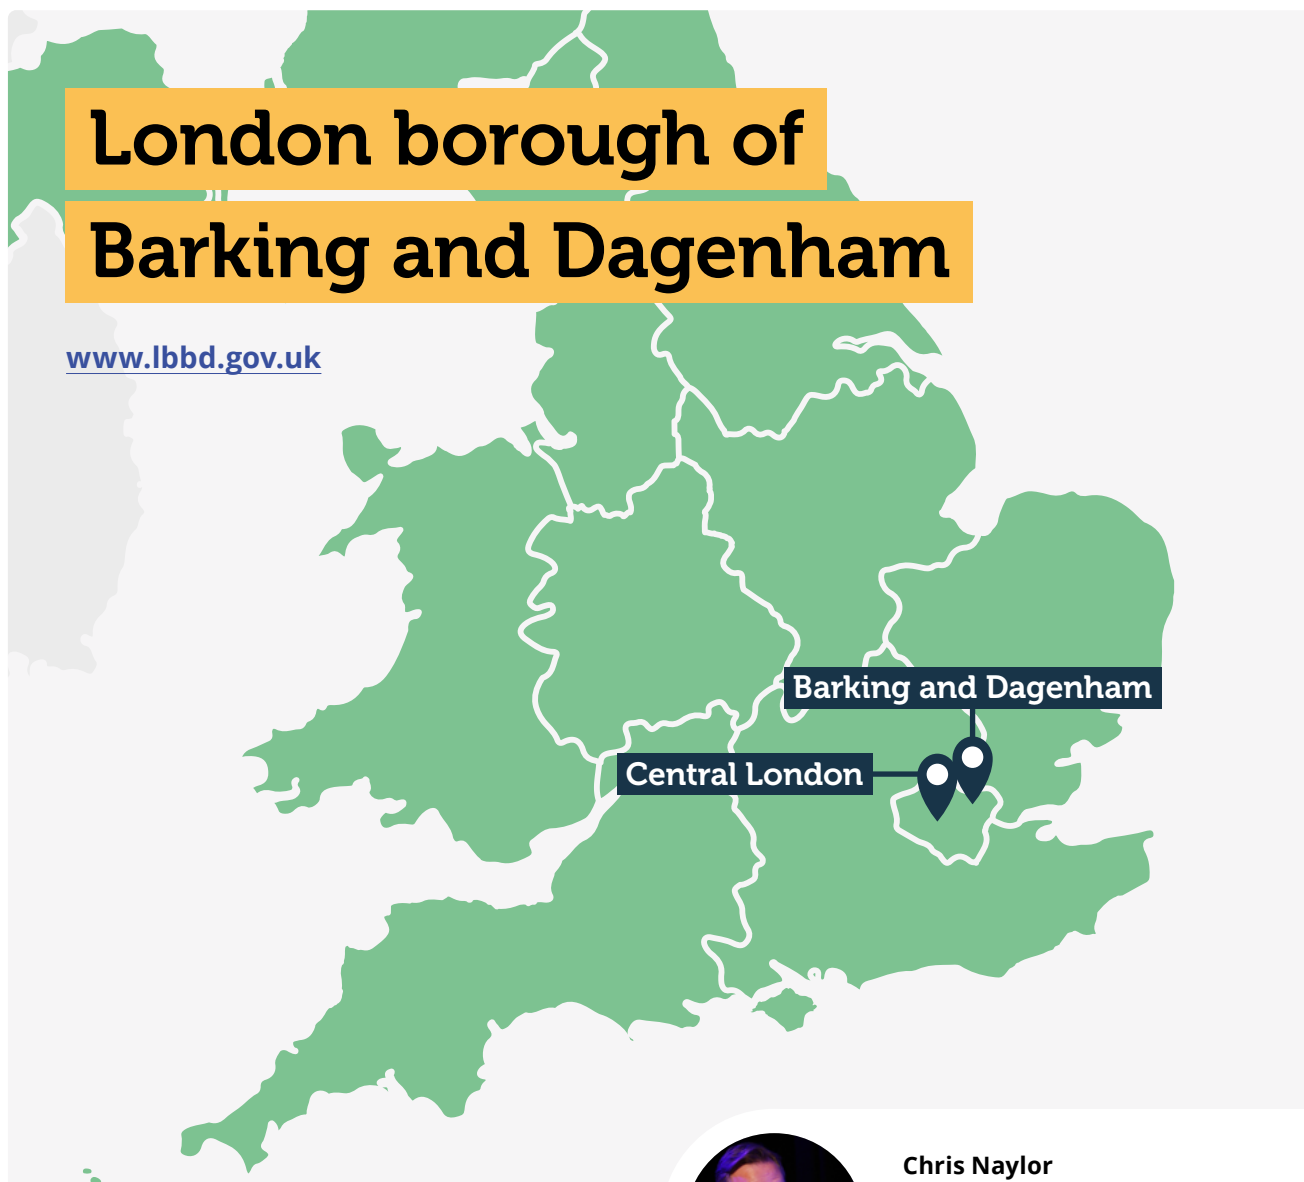 London borough of
Barking and Dagenham
www.lbbd.gov.uk
Barking and Dagenham
Central London
Chris Naylor